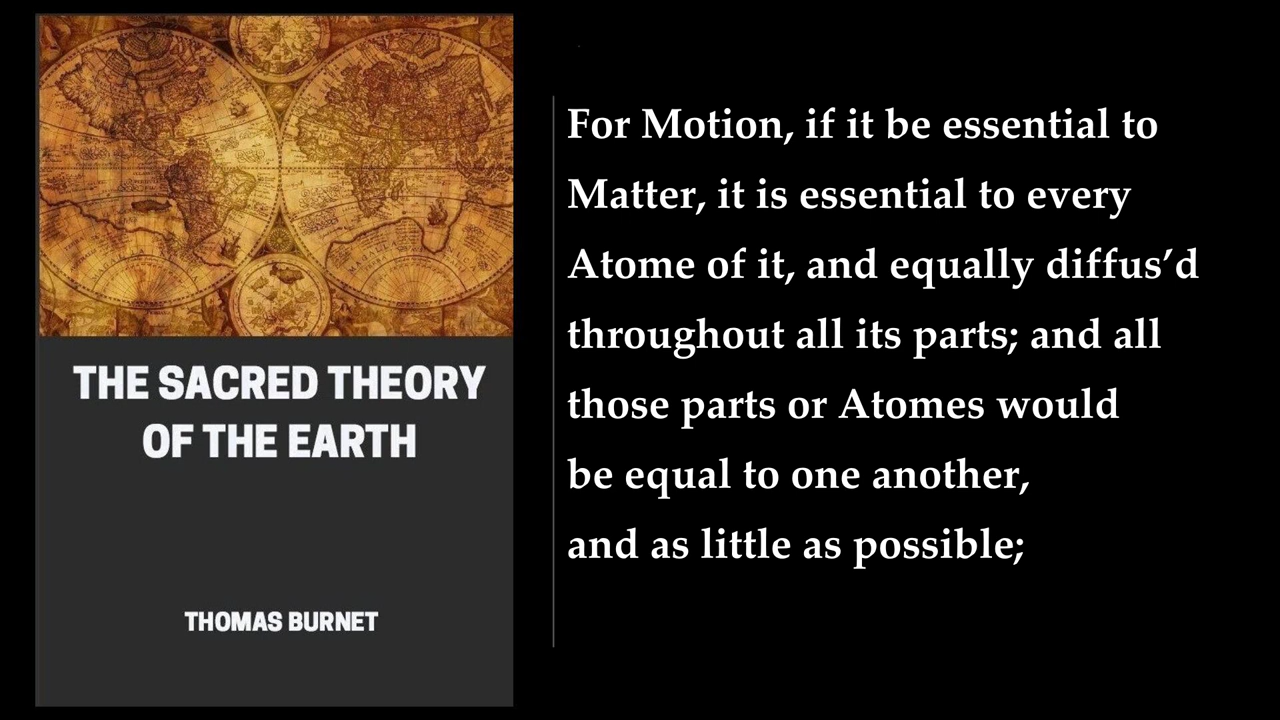 THE SACRED THEORY
OF THE EARTH
THOMAS BURNET
For Motion, if it be essential to
Matter, it is essential to every
Atome of it, and equally diffus’d
throughout all its parts; and all
those parts or Atomes would
be equal to one another,
and as little as possible;